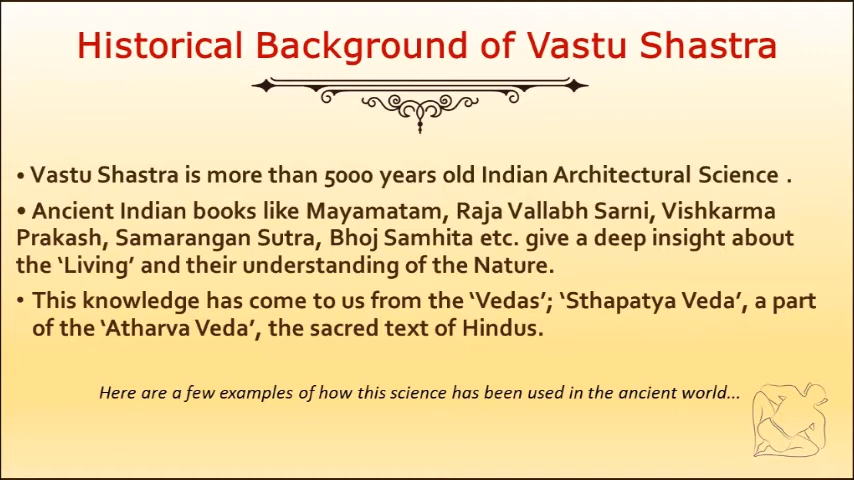 Historical Background of Vastu Shastra
• Vastu Shastra is more than 5000 years old Indian Architectural Science .
• Ancient Indian books like Mayamatam, Raja Vallabh Sarni, Vishkarma
Prakash, Samarangan Sutra, Bhoj Samhita etc. give a deep insight about
the ‘Living’ and their understanding of the Nature.
• This knowledge has come to us from the ‘Vedas’; ‘Sthapatya Veda’, a part
of the ‘Atharva Veda’, the sacred text of Hindus.
Here are a few examples of how this science has been used in the ancient world...